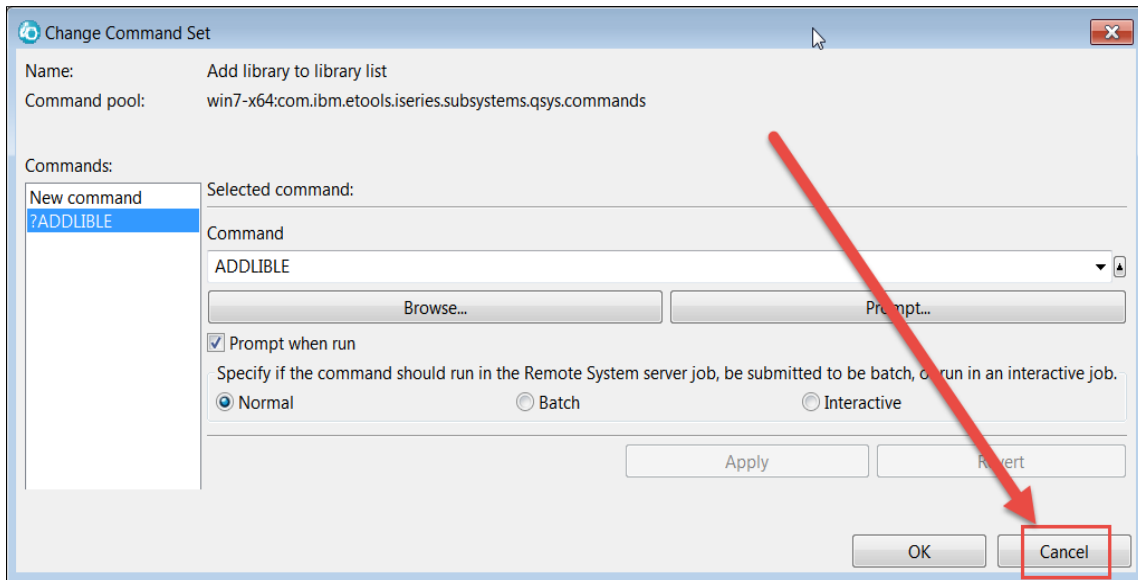 Change Command Set
Name: Add library to library list
Command pool: win7-x64:com.ibm.etools.iseries.subsystems.qsys.commands
Commands:
New command
?ADDLIBLE
Selected command:
Command
ADDLIBLE
Browse... Prompt...
Prompt when run
Specify if the command should run in the Remote System server job, be submitted to be batch, or run in an interactive job.
Normal Batch Interactive
Apply Revert
OK Cancel